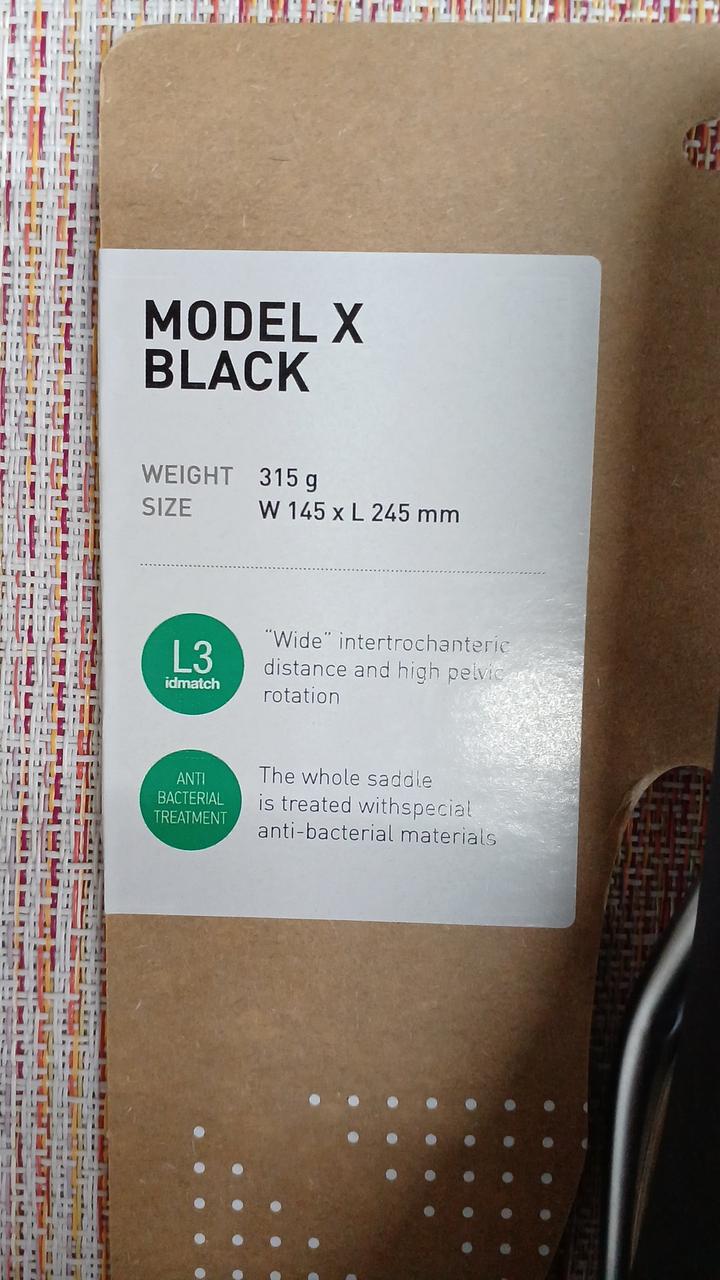 MODEL X
BLACK
WEIGHT 315 g
SIZE W 145 x L 245 mm
L3
idmatch
"Wide" intertrochanteric
distance and high pelvic
rotation
ANTI
BACTERIAL
TREATMENT
The whole saddle
is treated withspecial
anti-bacterial materials